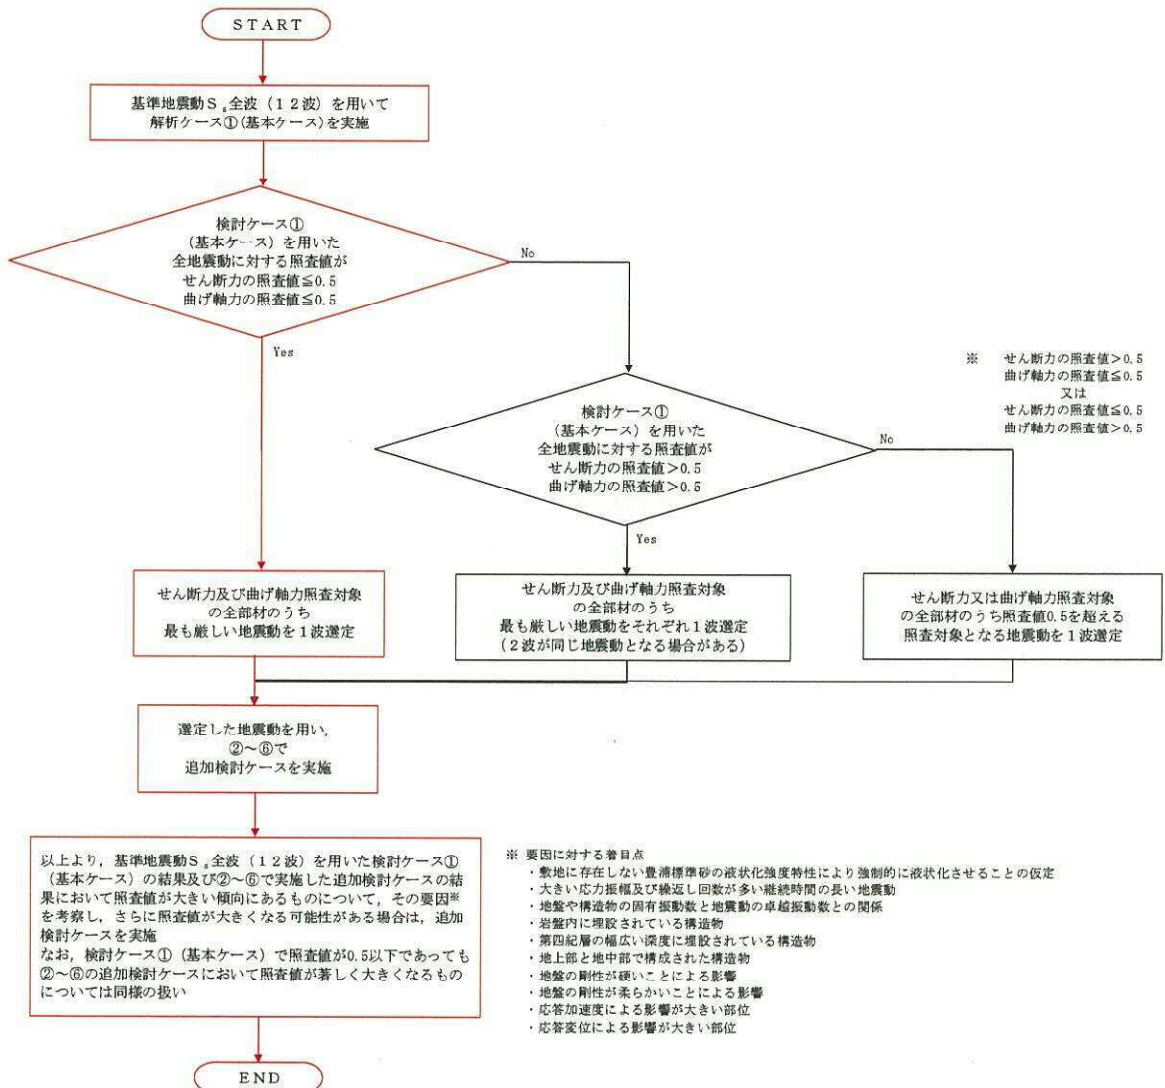 START
基準地震動Ｓｓ全波（１２波）を用いて
解析ケース①(基本ケース)を実施
検討ケース①
(基本ケース) を用いた
全地震動に対する照査値が
せん断力の照査値≦0.5
曲げ軸力の照査値≦0.5
No
Yes
※ せん断力の照査値＞0.5
曲げ軸力の照査値≦0.5
又は
せん断力の照査値≦0.5
曲げ軸力の照査値＞0.5
検討ケース①
(基本ケース) を用いた
全地震動に対する照査値が
せん断力の照査値＞0.5
曲げ軸力の照査値＞0.5
No
Yes
せん断力及び曲げ軸力照査対象
の全部材のうち
最も厳しい地震動を１波選定
せん断力及び曲げ軸力照査対象
の全部材のうち
最も厳しい地震動をそれぞれ１波選定
(２波が同じ地震動となる場合がある)
せん断力又は曲げ軸力照査対象
の全部材のうち照査値0.5を超える
照査対象となる地震動を１波選定
選定した地震動を用い，
②～⑥で
追加検討ケースを実施
以上より，基準地震動Ｓｓ全波（１２波）を用いた検討ケース①
(基本ケース) の結果及び②～⑥で実施した追加検討ケースの結
果において照査値が大きい傾向にあるものについて，その要因※
を考察し，さらに照査値が大きくなる可能性がある場合は，追加
検討ケースを実施
なお，検討ケース①（基本ケース）で照査値が0.5以下であっても
②～⑥の追加検討ケースにおいて照査値が著しく大きくなるもの
については同様の扱い
※ 要因に対する着目点
・敷地に存在しない豊浦標準砂の液状化強度特性により強制的に液状化させることの仮定
・大きい応力振幅及び繰返し回数が多い継続時間の長い地震動
・地盤や構造物の固有振動数と地震動の卓越振動数との関係
・岩盤内に埋設されている構造物
・第四紀層の幅広い深度に埋設されている構造物
・地上部と地中部で構成された構造物
・地盤の剛性が硬いことによる影響
・地盤の剛性が柔らかいことによる影響
・応答加速度による影響が大きい部位
・応答変位による影響が大きい部位
END